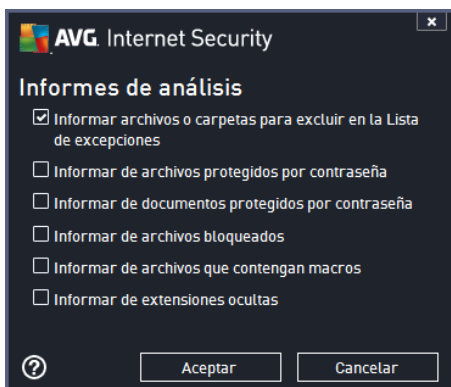 AVG. Internet Security
x
Informes de análisis
Informar archivos o carpetas para excluir en la Lista
de excepciones
Informar de archivos protegidos por contraseña
Informar de documentos protegidos por contraseña
Informar de archivos bloqueados
Informar de archivos que contengan macros
Informar de extensiones ocultas
?
Aceptar
Cancelar